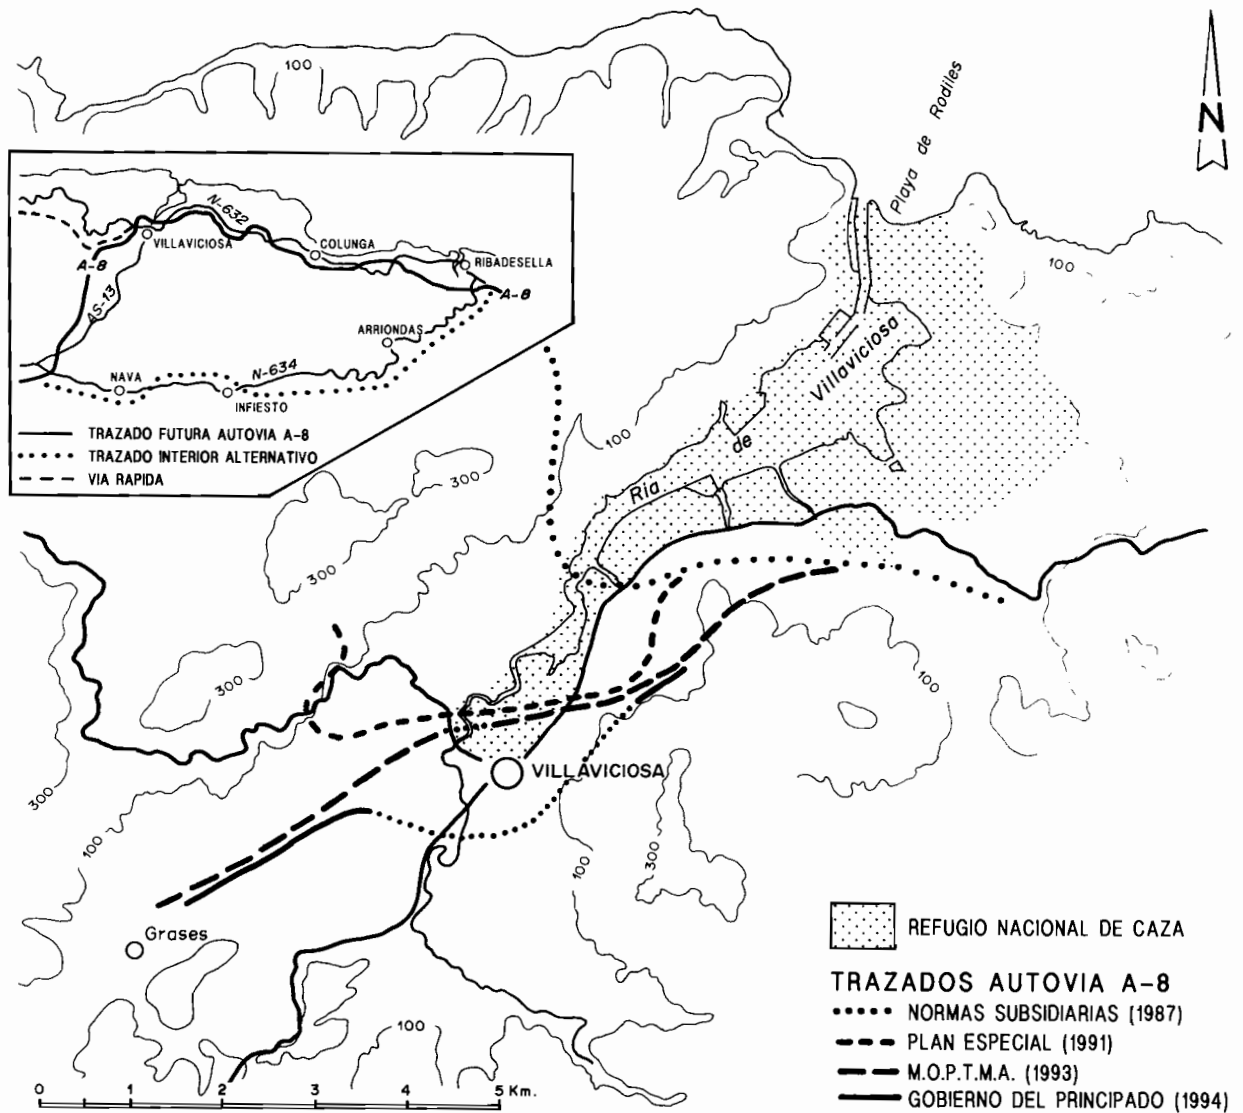 100
N
Playa de Rodiles
100
N-632
VILLAVICIOSA
COLUNGA
RIBADESELLA
A-8
A-8
AS-13
ARRIONDAS
NAVA
N-634
INFIESTO
TRAZADO FUTURA AUTOVIA A-8
TRAZADO INTERIOR ALTERNATIVO
VIA RAPIDA
Ria de Villaviciosa
100
300
300
300
100
300
VILLAVICIOSA
100
100
300
Grases
100
REFUGIO NACIONAL DE CAZA
TRAZADOS AUTOVIA A-8
NORMAS SUBSIDIARIAS (1987)
PLAN ESPECIAL (1991)
M.O.P.T.M.A. (1993)
GOBIERNO DEL PRINCIPADO (1994)
0 1 2 3 4 5 Km.